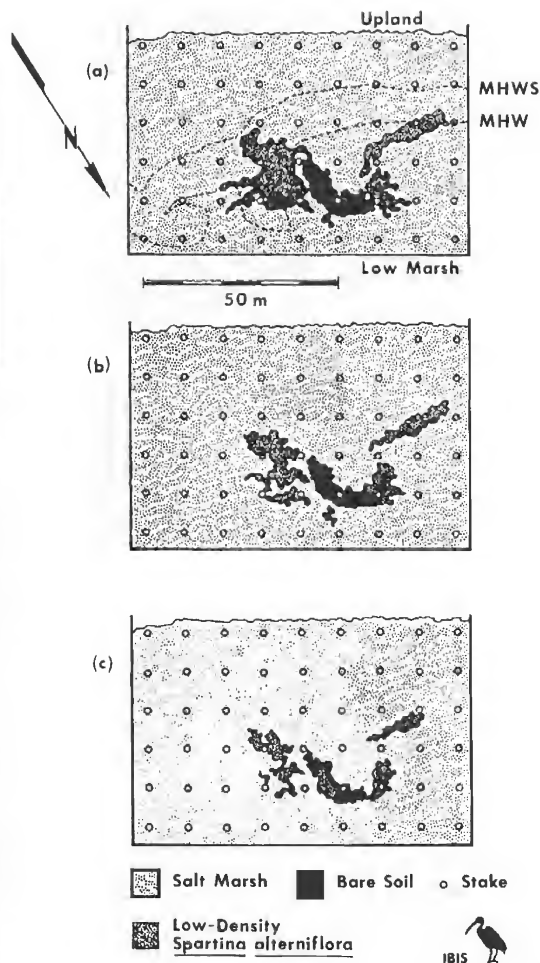 Upland
(a)
MHWS
MHW
N
Low Marsh
50 m
(b)
(c)
Salt Marsh
Bare Soil
Stake
Low-Density
Spartina alterniflora
IBIS